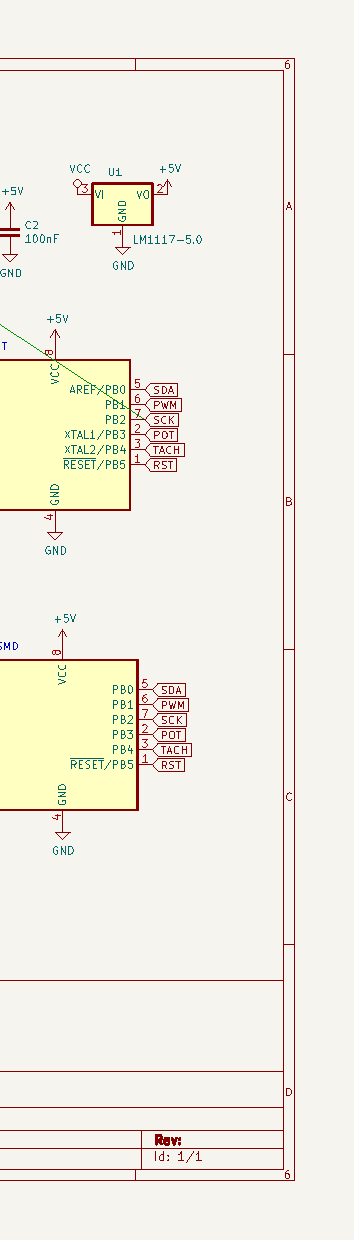 6
VCC
U1
+5V
3
VI
VO
2
GND
1
LM1117-5.0
GND
A
+5V
C2
100nF
GND
+5V
T
8
VCC
AREF/PB0
5
SDA
PB1
6
PWM
PB2
7
SCK
XTAL1/PB3
2
POT
XTAL2/PB4
3
TACH
RESET/PB5
1
RST
GND
4
GND
B
+5V
SMD
8
VCC
PB0
5
SDA
PB1
6
PWM
PB2
7
SCK
PB3
2
POT
PB4
3
TACH
RESET/PB5
1
RST
GND
4
GND
C
D
Rev:
Id: 1/1
6